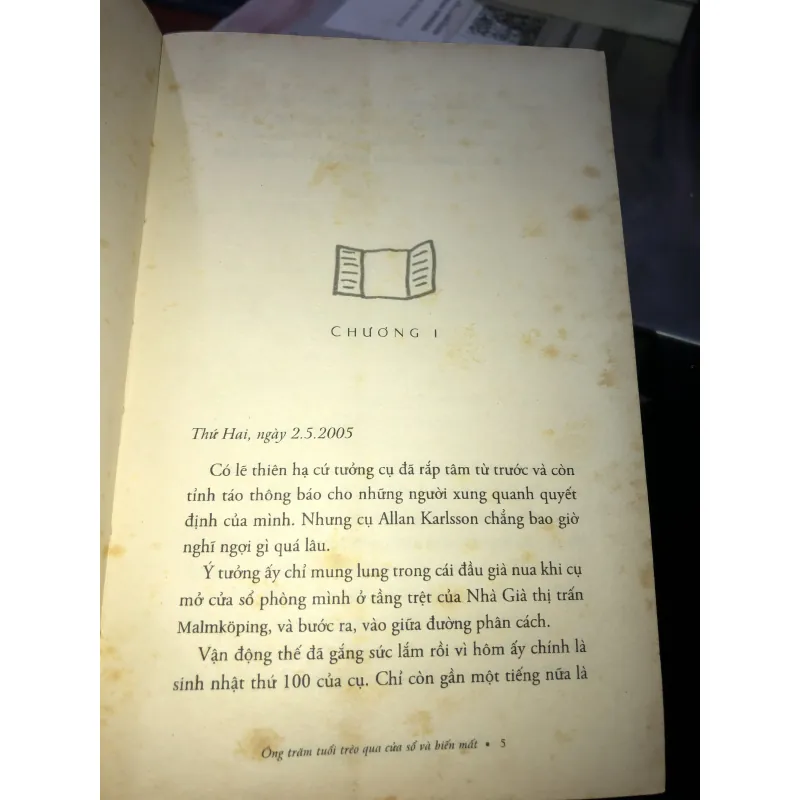 CHƯƠNG 1
Thứ Hai, ngày 2.5.2005
Có lẽ thiên hạ cứ tưởng cụ đã rắp tâm từ trước và còn
tỉnh táo thông báo cho những người xung quanh quyết
định của mình. Nhưng cụ Allan Karlsson chẳng bao giờ
nghĩ ngợi gì quá lâu.
Ý tưởng ấy chỉ mung lung trong cái đầu già nua khi cụ
mở cửa sổ phòng mình ở tầng trệt của Nhà Già thị trấn
Malmköping, và bước ra, vào giữa đường phân cách.
Vận động thế đã gắng sức lắm rồi vì hôm ấy chính là
sinh nhật thứ 100 của cụ. Chỉ còn gần một tiếng nữa là
Ông trăm tuổi trèo qua cửa sổ và biến mất • 5